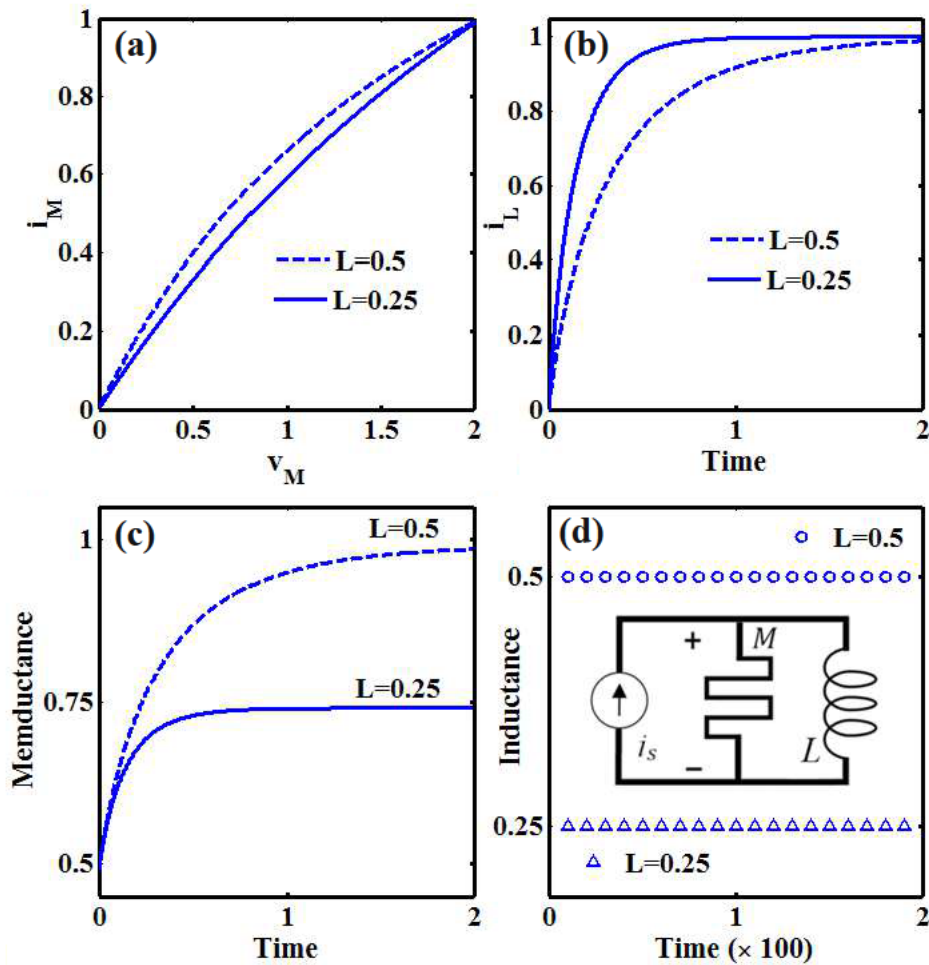 (a)
1
0.8
0.6
0.4
0.2
0
i_M
L=0.5
L=0.25
0 0.5 1 1.5 2
v_M
(b)
1
0.8
0.6
0.4
0.2
0
i_L
L=0.5
L=0.25
0 1 2
Time
(c)
1
0.75
0.5
Memductance
L=0.5
L=0.25
0 1 2
Time
(d)
L=0.5
0.5
0.25
Inductance
+
M
i_s
L
−
L=0.25
0 1 2
Time (× 100)